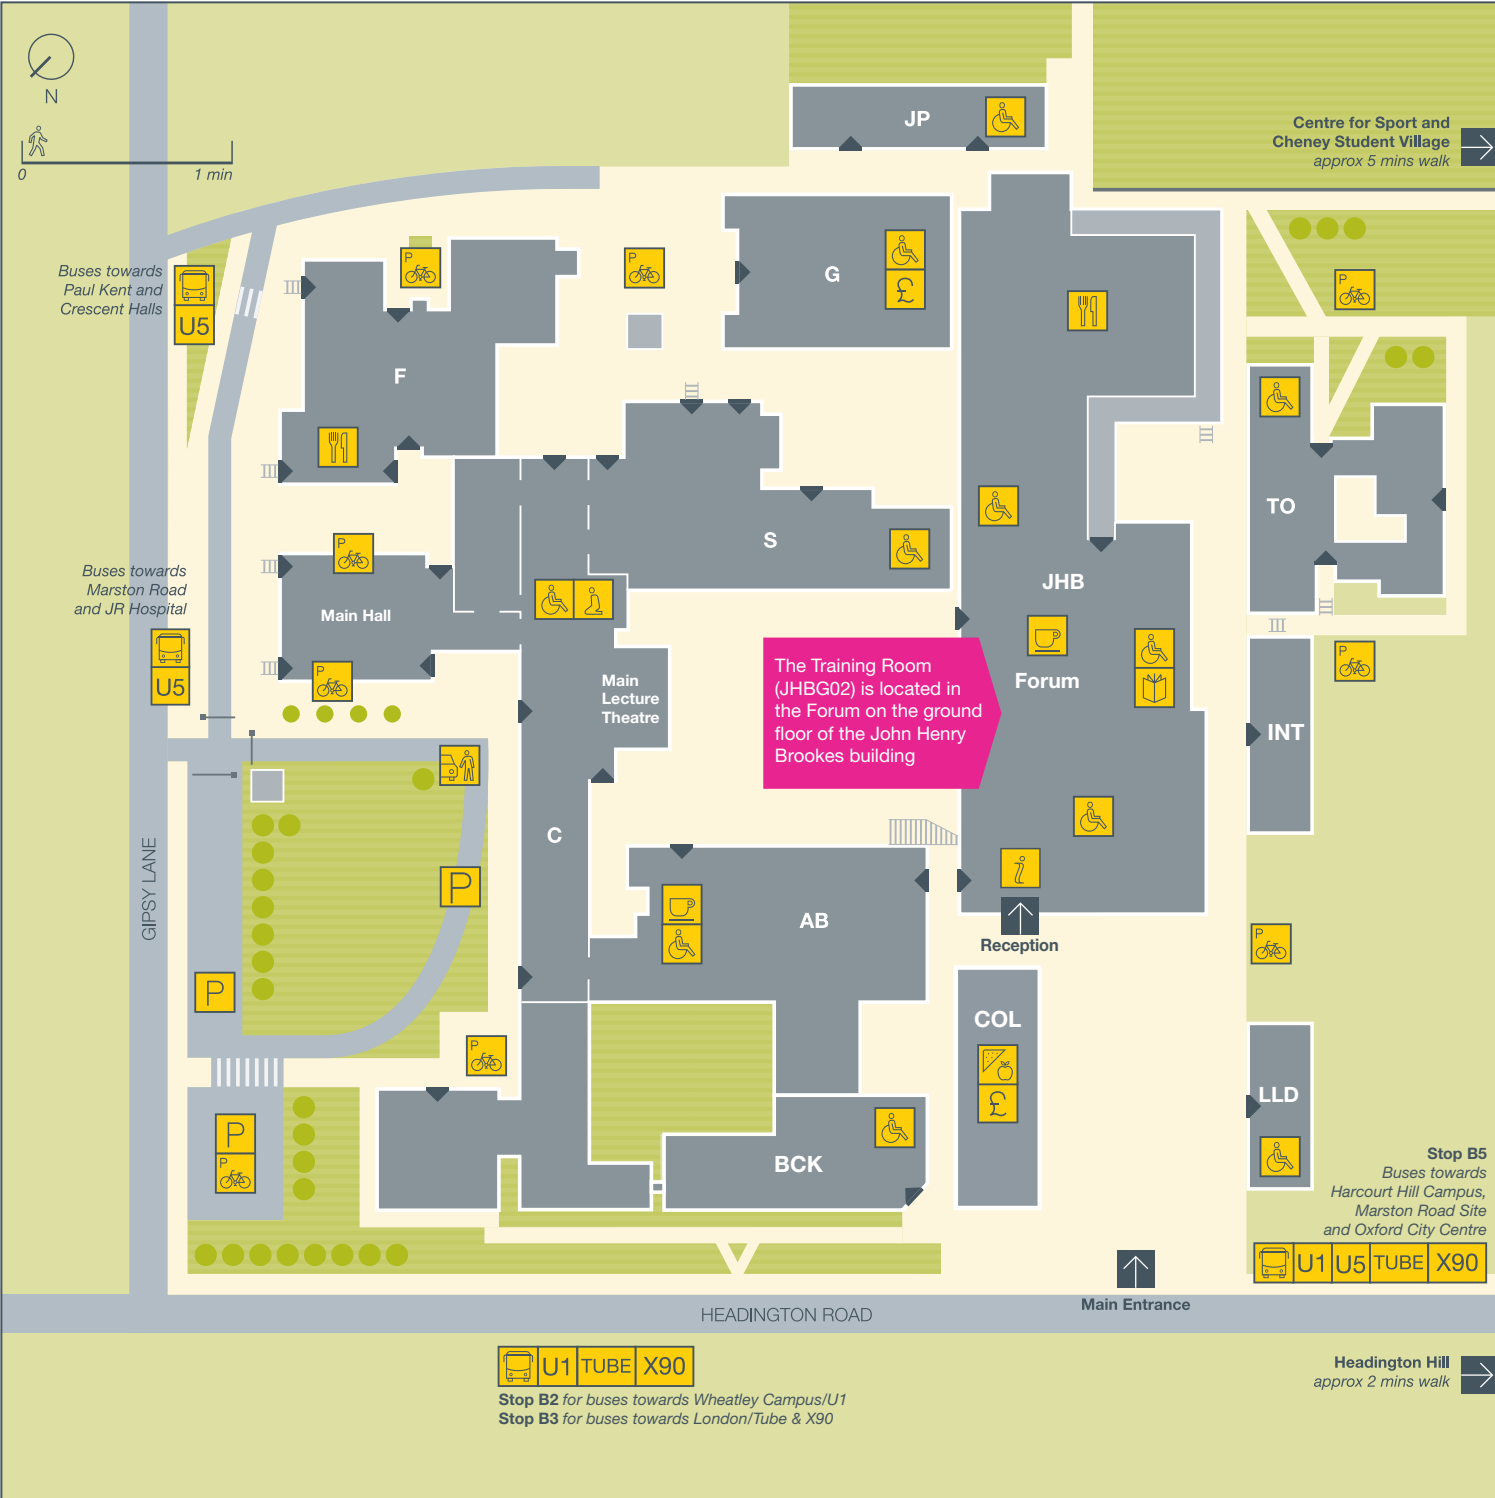 N
0
1 min
JP
Centre for Sport and
Cheney Student Village
approx 5 mins walk
Buses towards
Paul Kent and
Crescent Halls
U5
P
P
G
£
P
F
TO
S
P
Main Hall
Buses towards
Marston Road
and JR Hospital
U5
P
JHB
Forum
P
The Training Room
(JHBG02) is located in
the Forum on the ground
floor of the John Henry
Brookes building
Main
Lecture
Theatre
INT
C
GIPSY LANE
P
P
AB
i
Reception
P
P
COL
£
P
P
BCK
LLD
Stop B5
Buses towards
Harcourt Hill Campus,
Marston Road Site
and Oxford City Centre
U1 U5 TUBE X90
Main Entrance
HEADINGTON ROAD
U1 TUBE X90
Stop B2 for buses towards Wheatley Campus/U1
Stop B3 for buses towards London/Tube & X90
Headington Hill
approx 2 mins walk